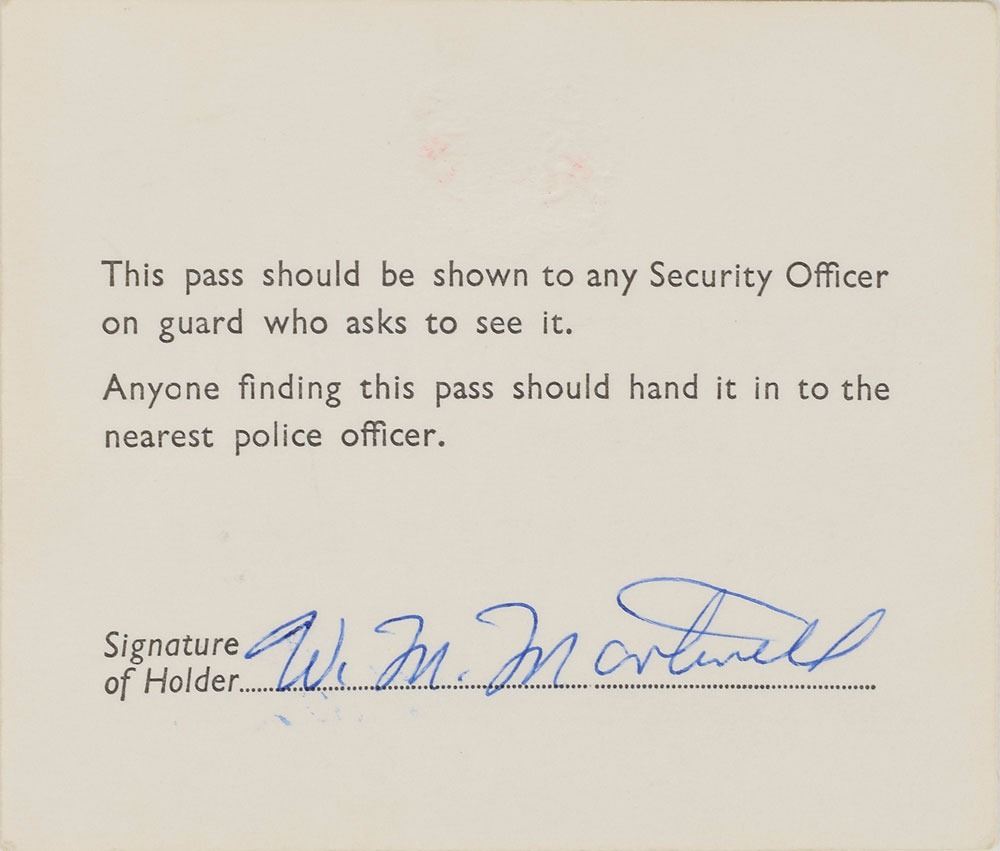 This pass should be shown to any Security Officer
on guard who asks to see it.
Anyone finding this pass should hand it in to the
nearest police officer.
Signature
of Holder W. M.